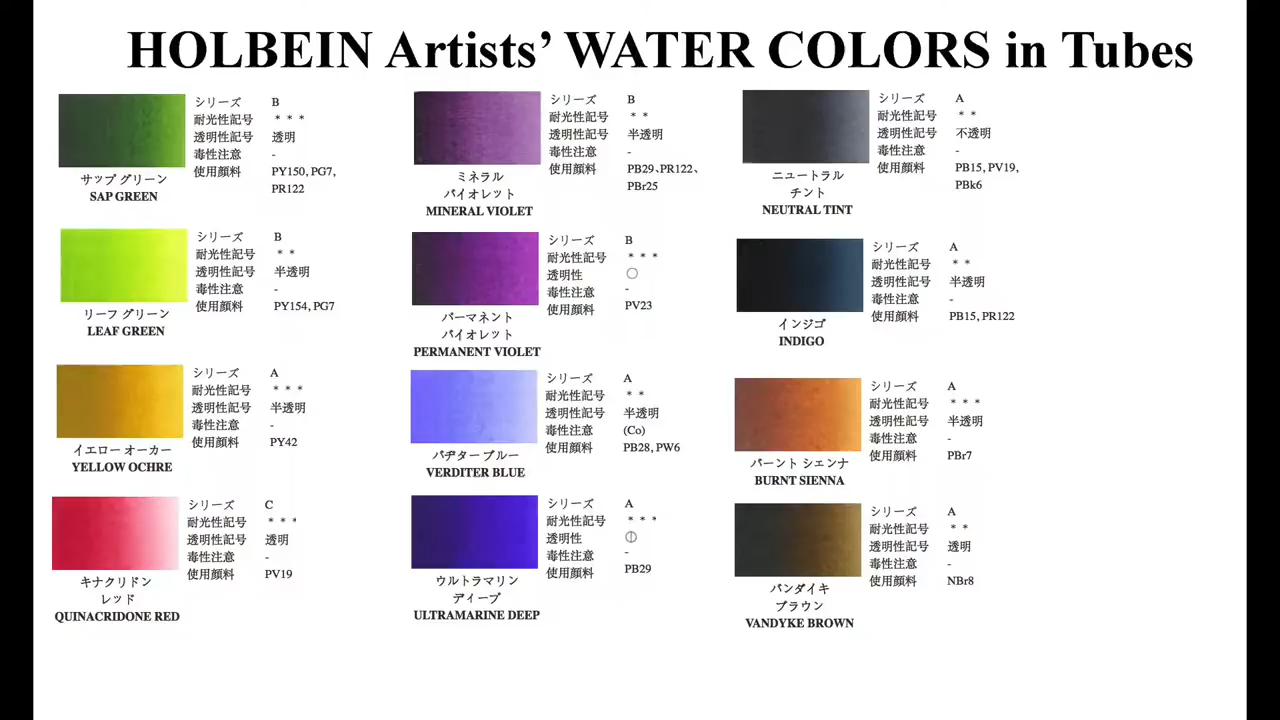 HOLBEIN Artists' WATER COLORS in Tubes
シリーズ B
耐光性記号 * * *
透明性記号 透明
毒性注意 -
使用顔料 PY150, PG7,
PR122
サップ グリーン
SAP GREEN
シリーズ B
耐光性記号 * *
透明性記号 半透明
毒性注意 -
使用顔料 PY154, PG7
リーフ グリーン
LEAF GREEN
シリーズ A
耐光性記号 * * *
透明性記号 半透明
毒性注意 -
使用顔料 PY42
イエロー オーカー
YELLOW OCHRE
シリーズ C
耐光性記号 * * *
透明性記号 透明
毒性注意 -
使用顔料 PV19
キナクリドン
レッド
QUINACRIDONE RED
シリーズ B
耐光性記号 * *
透明性記号 半透明
毒性注意 -
使用顔料 PB29、PR122、
PBr25
ミネラル
バイオレット
MINERAL VIOLET
シリーズ B
耐光性記号 * * *
透明性 〇
毒性注意 -
使用顔料 PV23
パーマネント
バイオレット
PERMANENT VIOLET
シリーズ A
耐光性記号 * *
透明性記号 半透明
毒性注意 (Co)
使用顔料 PB28, PW6
バヂター ブルー
VERDITER BLUE
シリーズ A
耐光性記号 * * *
透明性 ⦶
毒性注意 -
使用顔料 PB29
ウルトラマリン
ディープ
ULTRAMARINE DEEP
シリーズ A
耐光性記号 * *
透明性記号 不透明
毒性注意 -
使用顔料 PB15, PV19,
PBk6
ニュートラル
チント
NEUTRAL TINT
シリーズ A
耐光性記号 * *
透明性記号 半透明
毒性注意 -
使用顔料 PB15, PR122
インジゴ
INDIGO
シリーズ A
耐光性記号 * * *
透明性記号 半透明
毒性注意 -
使用顔料 PBr7
バーント シェンナ
BURNT SIENNA
シリーズ A
耐光性記号 * *
透明性記号 透明
毒性注意 -
使用顔料 NBr8
バンダイキ
ブラウン
VANDYKE BROWN